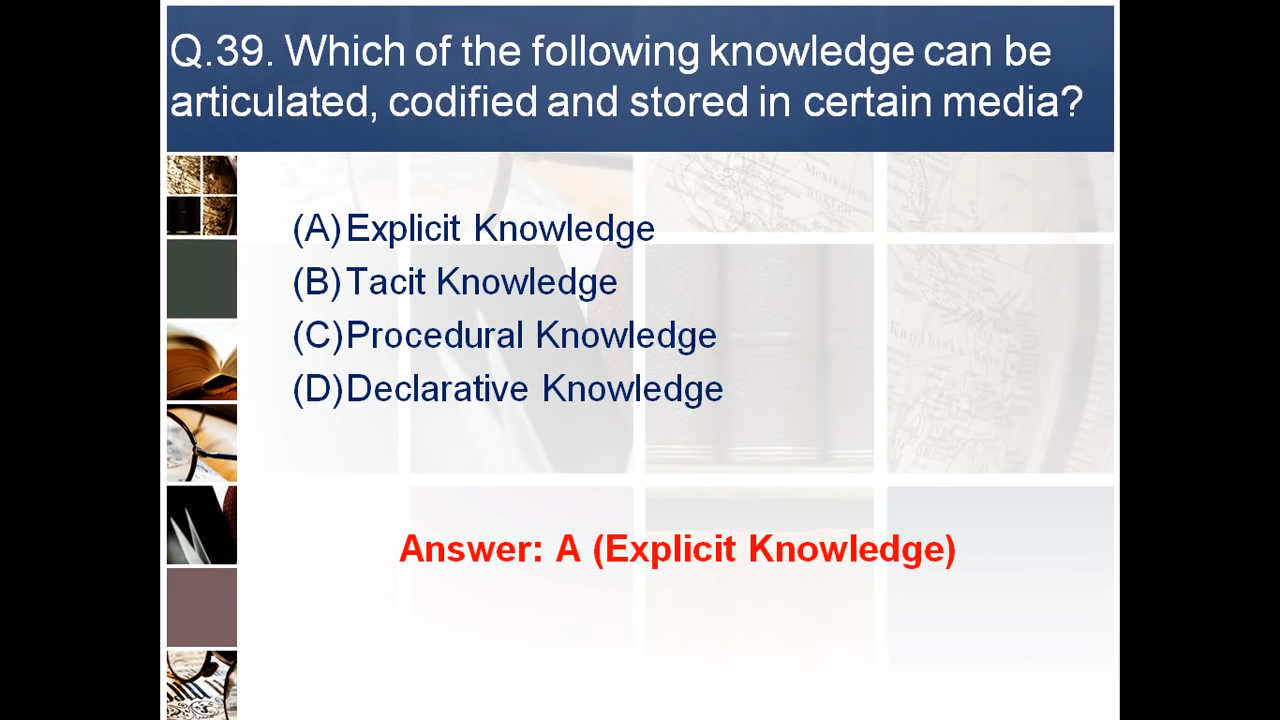 Q.39. Which of the following knowledge can be
articulated, codified and stored in certain media?
(A) Explicit Knowledge
(B) Tacit Knowledge
(C) Procedural Knowledge
(D) Declarative Knowledge
Answer: A (Explicit Knowledge)